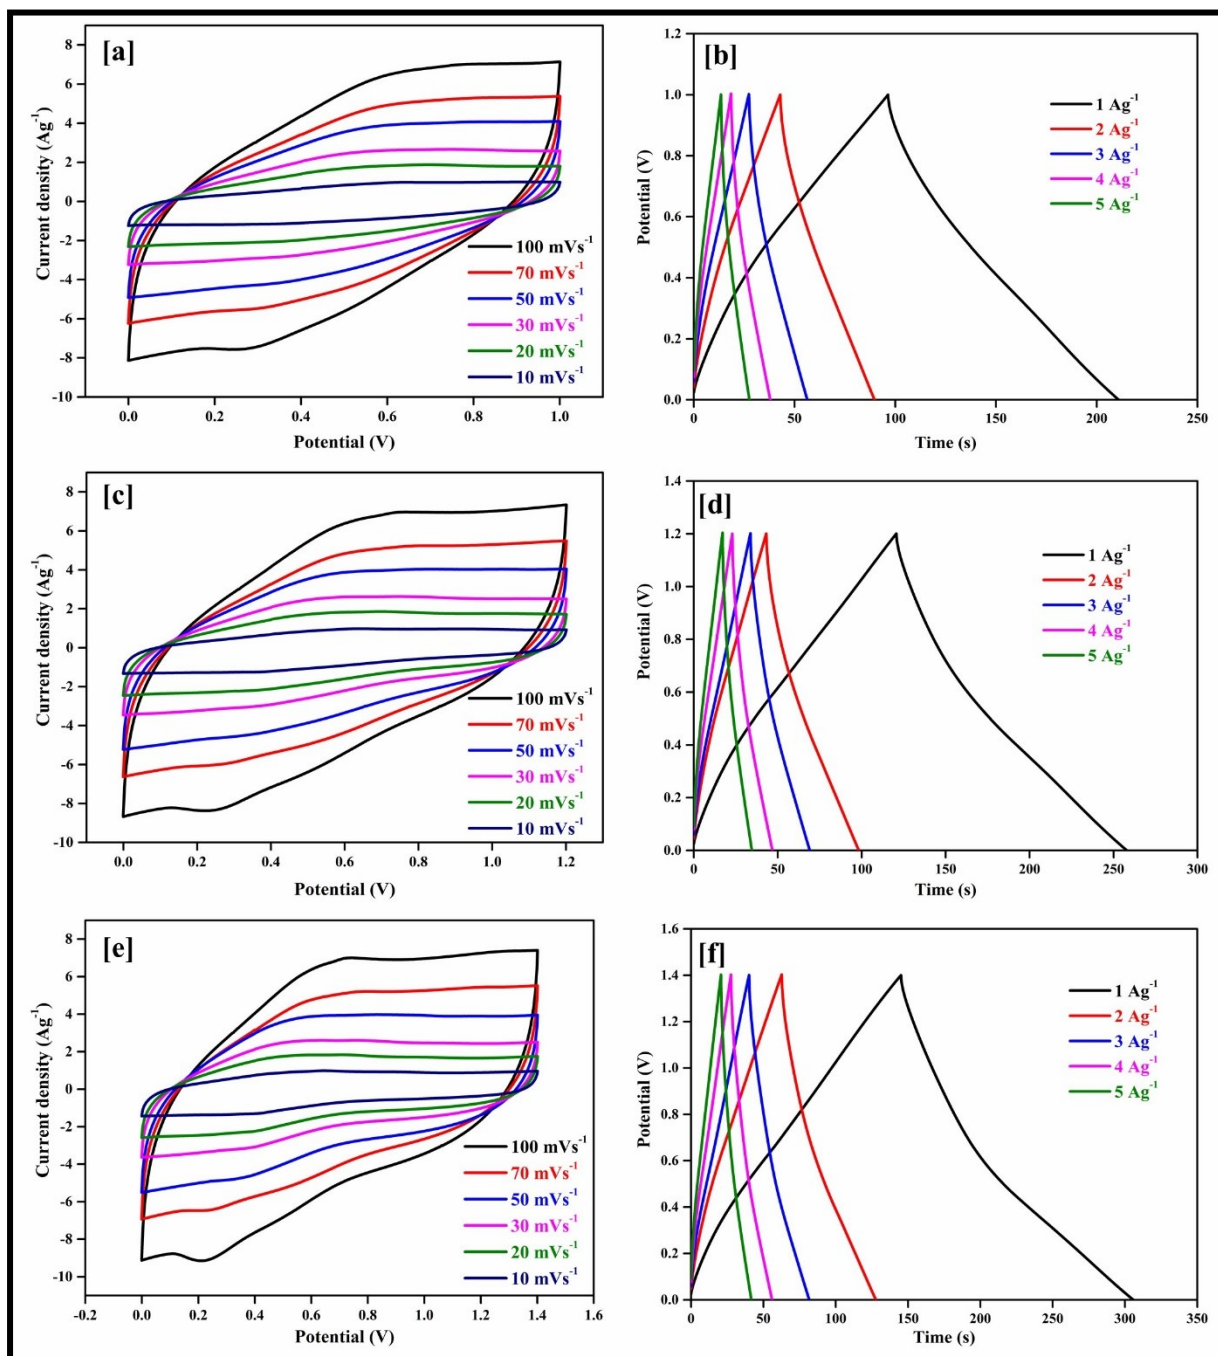 [a]
8
6
4
2
0
-2
-4
-6
-8
-10
Current density (Ag⁻¹)
100 mVs⁻¹
70 mVs⁻¹
50 mVs⁻¹
30 mVs⁻¹
20 mVs⁻¹
10 mVs⁻¹
0.0 0.2 0.4 0.6 0.8 1.0
Potential (V)
[b]
1.2
1.0
0.8
0.6
0.4
0.2
0.0
Potential (V)
1 Ag⁻¹
2 Ag⁻¹
3 Ag⁻¹
4 Ag⁻¹
5 Ag⁻¹
0 50 100 150 200 250
Time (s)
[c]
8
6
4
2
0
-2
-4
-6
-8
-10
Current density (Ag⁻¹)
100 mVs⁻¹
70 mVs⁻¹
50 mVs⁻¹
30 mVs⁻¹
20 mVs⁻¹
10 mVs⁻¹
0.0 0.2 0.4 0.6 0.8 1.0 1.2
Potential (V)
[d]
1.4
1.2
1.0
0.8
0.6
0.4
0.2
0.0
Potential (V)
1 Ag⁻¹
2 Ag⁻¹
3 Ag⁻¹
4 Ag⁻¹
5 Ag⁻¹
0 50 100 150 200 250 300
Time (s)
[e]
8
6
4
2
0
-2
-4
-6
-8
-10
Current density (Ag⁻¹)
100 mVs⁻¹
70 mVs⁻¹
50 mVs⁻¹
30 mVs⁻¹
20 mVs⁻¹
10 mVs⁻¹
-0.2 0.0 0.2 0.4 0.6 0.8 1.0 1.2 1.4 1.6
Potential (V)
[f]
1.6
1.4
1.2
1.0
0.8
0.6
0.4
0.2
0.0
Potential (V)
1 Ag⁻¹
2 Ag⁻¹
3 Ag⁻¹
4 Ag⁻¹
5 Ag⁻¹
0 50 100 150 200 250 300 350
Time (s)